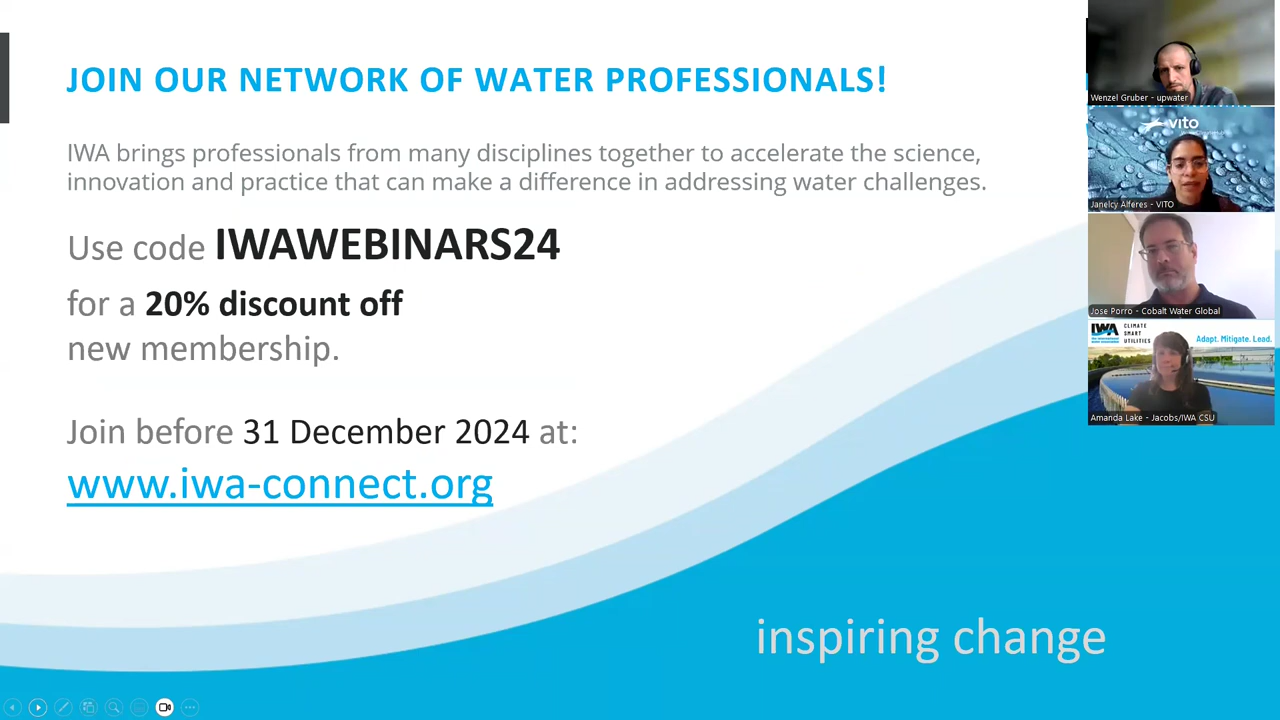 JOIN OUR NETWORK OF WATER PROFESSIONALS!
IWA brings professionals from many disciplines together to accelerate the science,
innovation and practice that can make a difference in addressing water challenges.
Use code IWAWEBINARS24
for a 20% discount off
new membership.
Join before 31 December 2024 at:
www.iwa-connect.org
inspiring change
Wenzel Gruber - upwater
vito
Janelcy Alferes - VITO
Jose Porro - Cobalt Water Global
IWA
CLIMATE
SMART
UTILITIES
Adapt. Mitigate. Lead.
Amanda Lake - Jacobs/IWA CSU